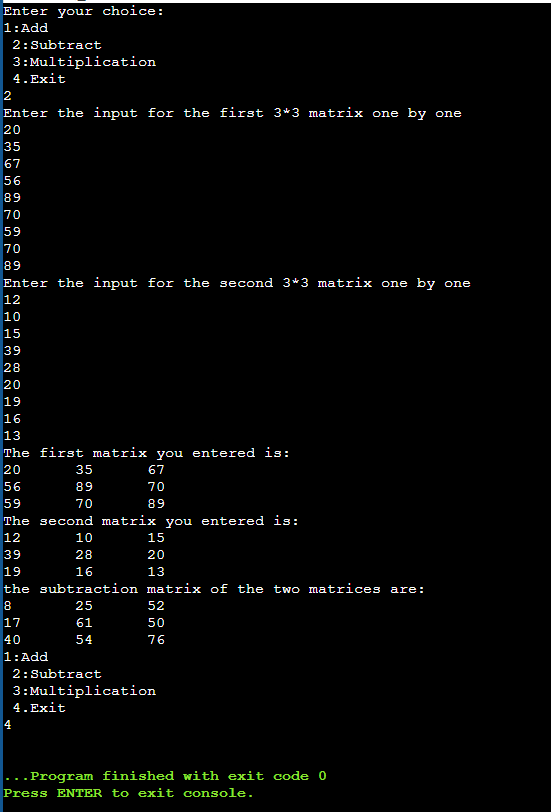 Enter your choice:
1:Add
 2:Subtract
 3:Multiplication
 4.Exit
2
Enter the input for the first 3*3 matrix one by one
20
35
67
56
89
70
59
70
89
Enter the input for the second 3*3 matrix one by one
12
10
15
39
28
20
19
16
13
The first matrix you entered is:
20      35      67
56      89      70
59      70      89
The second matrix you entered is:
12      10      15
39      28      20
19      16      13
the subtraction matrix of the two matrices are:
8       25      52
17      61      50
40      54      76
1:Add
 2:Subtract
 3:Multiplication
 4.Exit
4
...Program finished with exit code 0
Press ENTER to exit console.